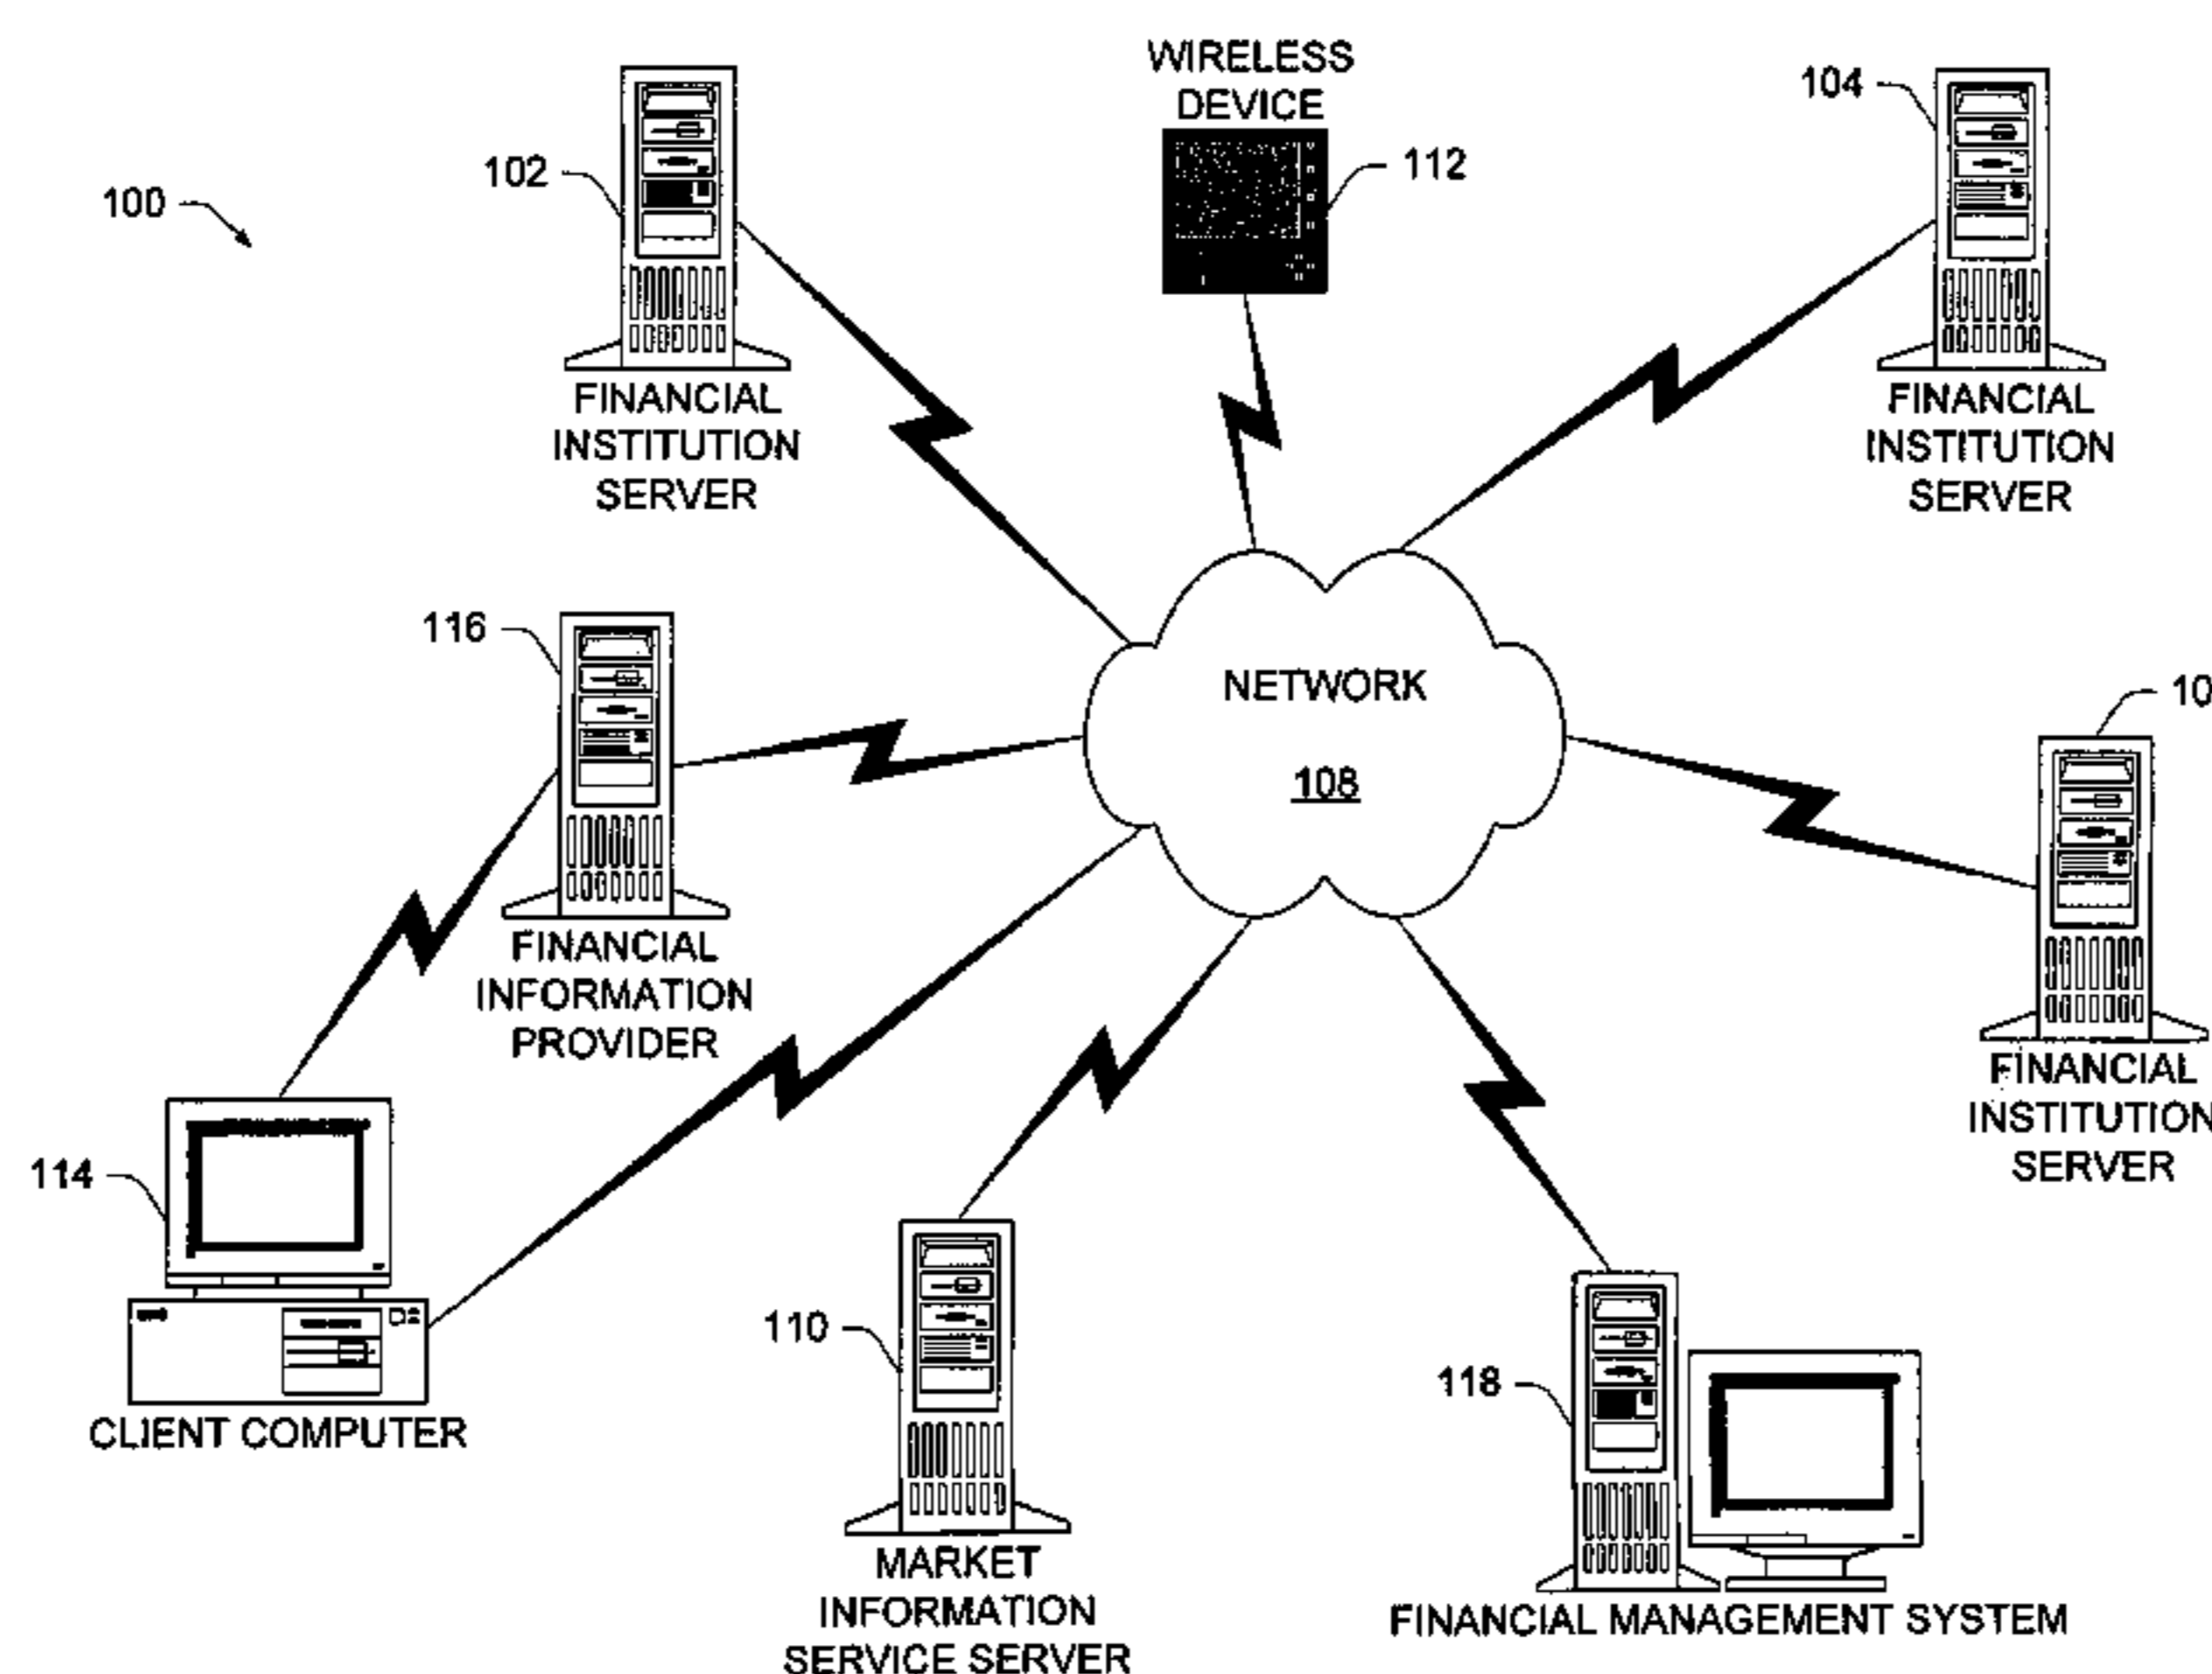 WIRELESS
DEVICE
104
102
112
100
FINANCIAL
INSTITUTION
SERVER
FINANCIAL
INSTITUTION
SERVER
116
NETWORK
108
10
FINANCIAL
INFORMATION
PROVIDER
FINANCIAL
INSTITUTION
SERVER
114
110
118
CLIENT COMPUTER
MARKET
INFORMATION
SERVICE SERVER
FINANCIAL MANAGEMENT SYSTEM